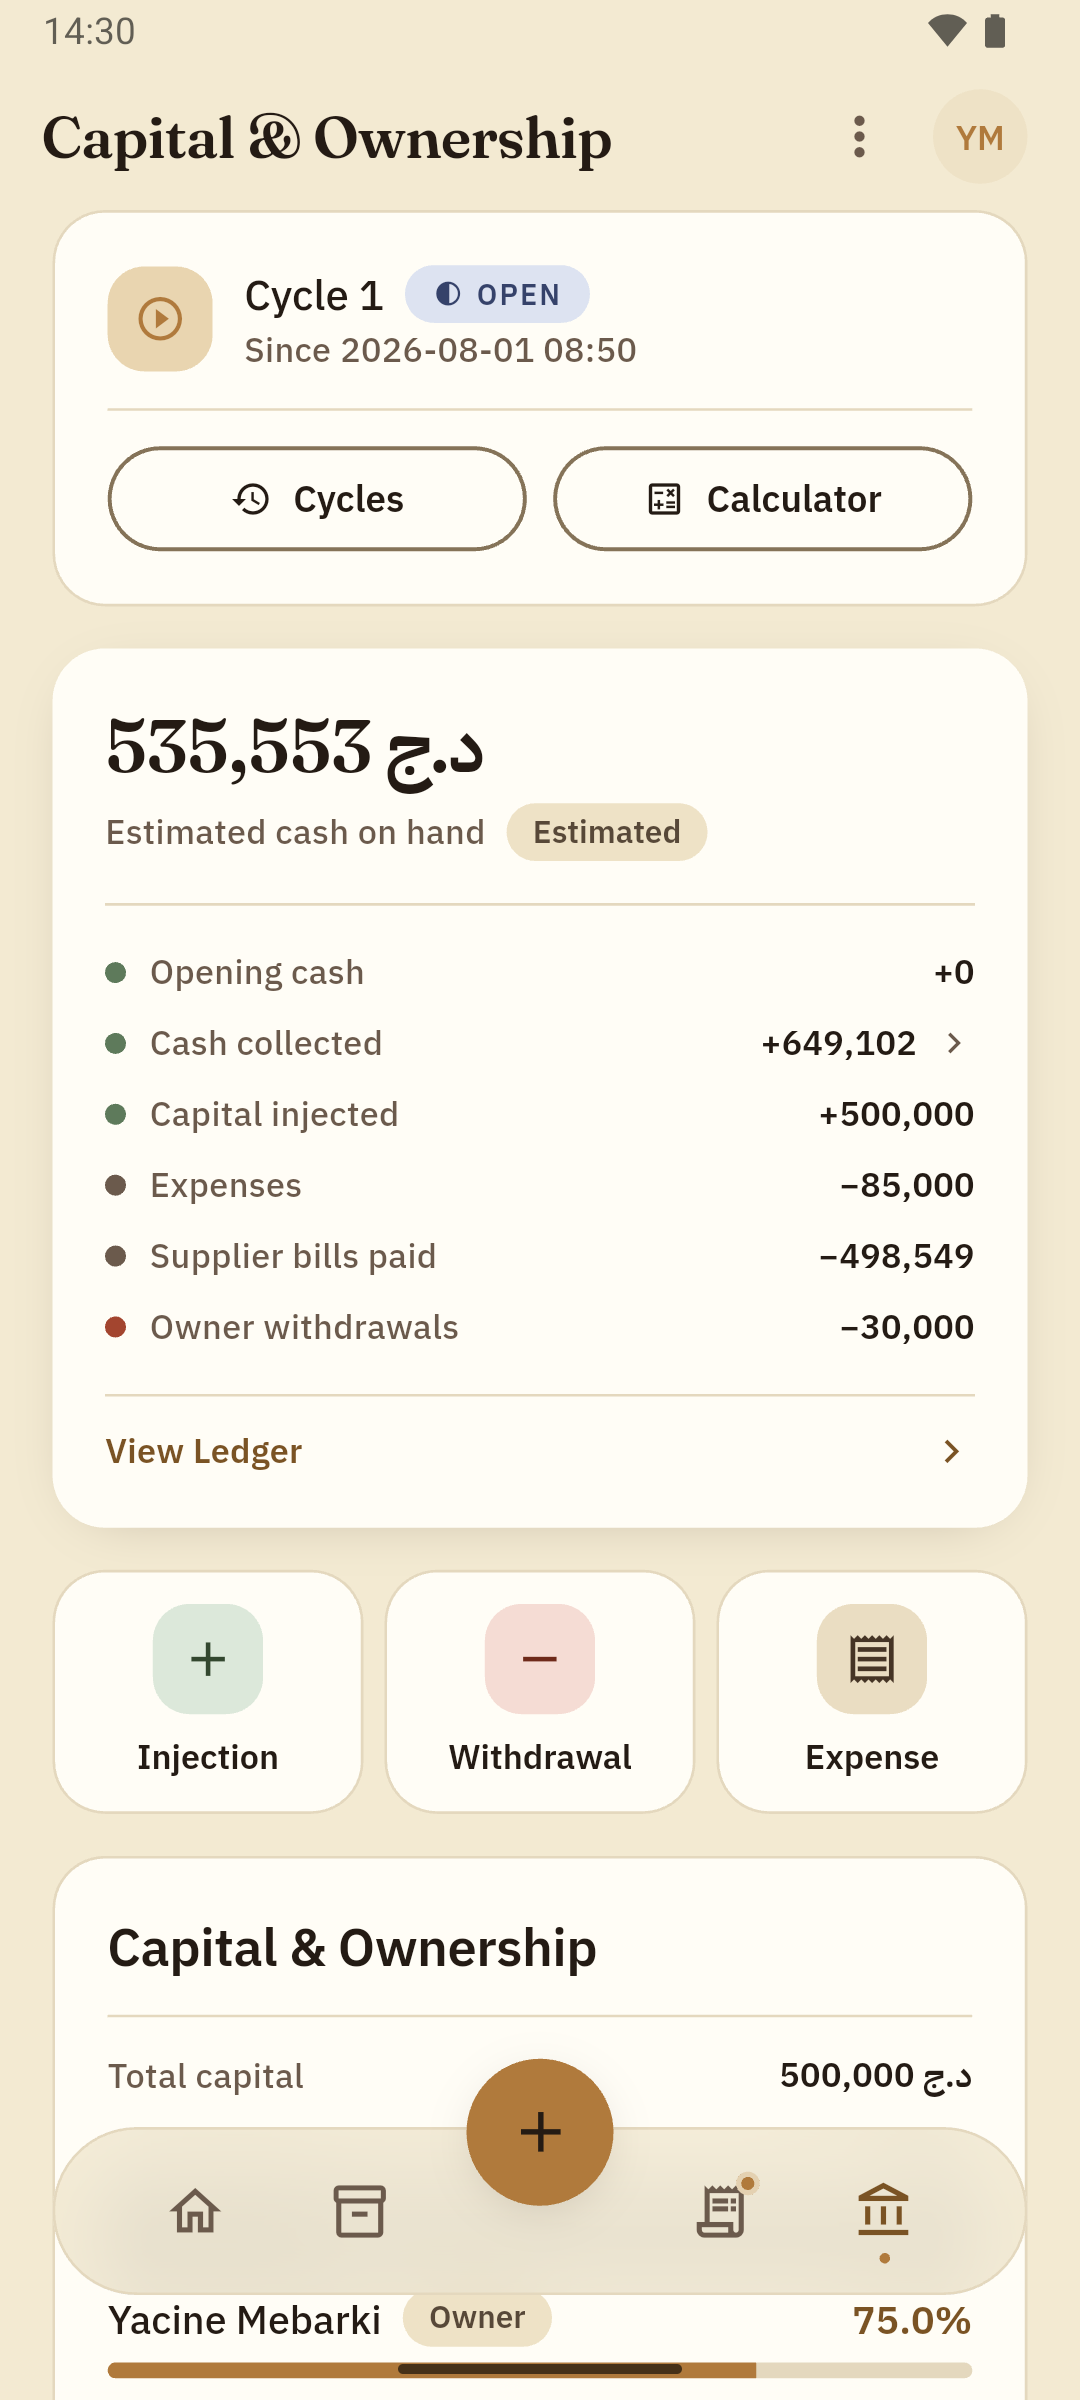 14:30
Capital & Ownership
YM
Cycle 1
OPEN
Since 2026-08-01 08:50
Cycles
Calculator
535,553 د.ج
Estimated cash on hand
Estimated
Opening cash +0
Cash collected +649,102
Capital injected +500,000
Expenses −85,000
Supplier bills paid −498,549
Owner withdrawals −30,000
View Ledger
Injection
Withdrawal
Expense
Capital & Ownership
Total capital 500,000 د.ج
Yacine Mebarki Owner 75.0%